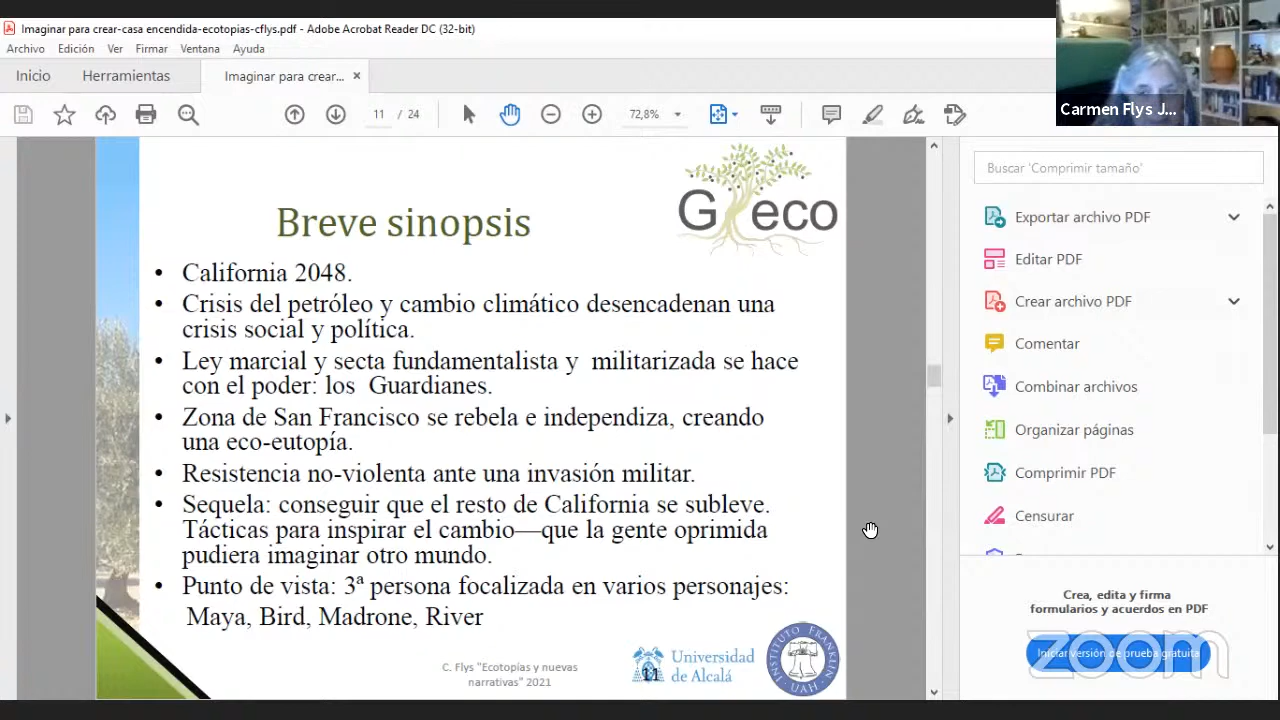 Imaginar para crear-casa encendida-ecotopias-cflys.pdf - Adobe Acrobat Reader DC (32-bit)
Archivo Edición Ver Firmar Ventana Ayuda
Inicio Herramientas Imaginar para crear... ×
11 / 24 72,8%
Carmen Flys J...
Buscar 'Comprimir tamaño'
Exportar archivo PDF
Editar PDF
Crear archivo PDF
Comentar
Combinar archivos
Organizar páginas
Comprimir PDF
Censurar
Crea, edita y firma
formularios y acuerdos en PDF
Iniciar versión de prueba gratuita
zoom
G eco
Breve sinopsis
• California 2048.
• Crisis del petróleo y cambio climático desencadenan una
crisis social y política.
• Ley marcial y secta fundamentalista y militarizada se hace
con el poder: los Guardianes.
• Zona de San Francisco se rebela e independiza, creando
una eco-eutopía.
• Resistencia no-violenta ante una invasión militar.
• Sequela: conseguir que el resto de California se subleve.
Tácticas para inspirar el cambio—que la gente oprimida
pudiera imaginar otro mundo.
• Punto de vista: 3ª persona focalizada en varios personajes:
Maya, Bird, Madrone, River
C. Flys "Ecotopías y nuevas
narrativas" 2021
11
Universidad
de Alcalá
INSTITUTO FRANKLIN
UAH